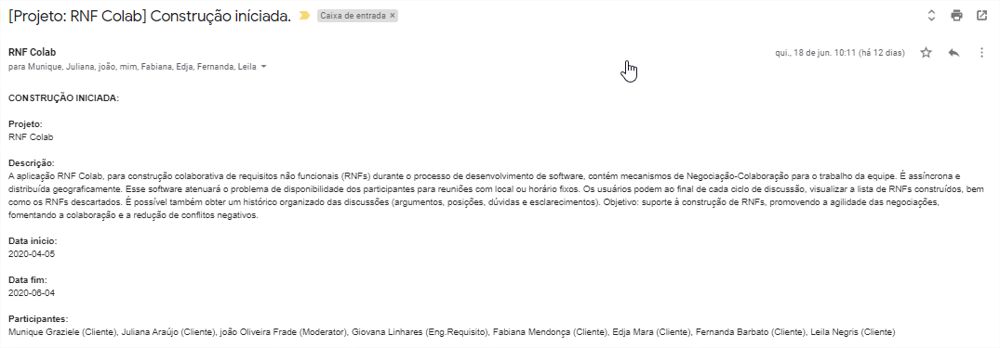 [Projeto: RNF Colab] Construção iníciada. Caixa de entrada ×
RNF Colab qui., 18 de jun. 10:11 (há 12 dias)
para Munique, Juliana, joão, mim, Fabiana, Edja, Fernanda, Leila
CONSTRUÇÃO INICIADA:
Projeto:
RNF Colab
Descrição:
A aplicação RNF Colab, para construção colaborativa de requisitos não funcionais (RNFs) durante o processo de desenvolvimento de software, contém mecanismos de Negociação-Colaboração para o trabalho da equipe. É assíncrona e
distribuída geograficamente. Esse software atenuará o problema de disponibilidade dos participantes para reuniões com local ou horário fixos. Os usuários podem ao final de cada ciclo de discussão, visualizar a lista de RNFs construídos, bem
como os RNFs descartados. É possível também obter um histórico organizado das discussões (argumentos, posições, dúvidas e esclarecimentos). Objetivo: suporte à construção de RNFs, promovendo a agilidade das negociações,
fomentando a colaboração e a redução de conflitos negativos.
Data início:
2020-04-05
Data fim:
2020-06-04
Participantes:
Munique Graziele (Cliente), Juliana Araújo (Cliente), joão Oliveira Frade (Moderator), Giovana Linhares (Eng.Requisito), Fabiana Mendonça (Cliente), Edja Mara (Cliente), Fernanda Barbato (Cliente), Leila Negris (Cliente)